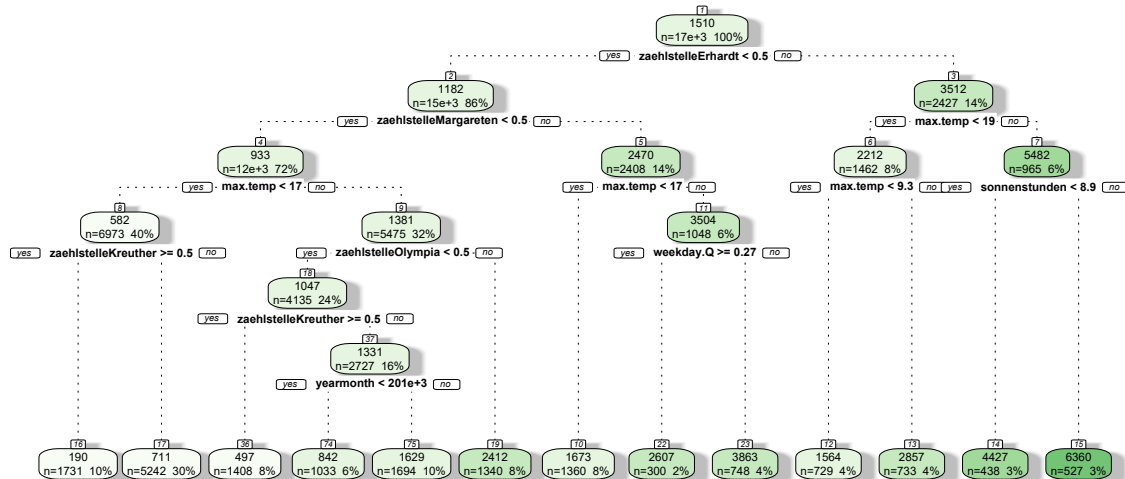 1
1510
n=17e+3 100%
yes zaehlstelleErhardt < 0.5 no
2
1182
n=15e+3 86%
3
3512
n=2427 14%
yes zaehlstelleMargareten < 0.5 no
yes max.temp < 19 no
4
933
n=12e+3 72%
5
2470
n=2408 14%
6
2212
n=1462 8%
7
5482
n=965 6%
yes max.temp < 17 no
yes max.temp < 17 no
yes max.temp < 9.3 no
yes sonnenstunden < 8.9 no
8
582
n=6973 40%
9
1381
n=5475 32%
11
3504
n=1048 6%
yes zaehlstelleKreuther >= 0.5 no
yes zaehlstelleOlympia < 0.5 no
yes weekday.Q >= 0.27 no
18
1047
n=4135 24%
yes zaehlstelleKreuther >= 0.5 no
37
1331
n=2727 16%
yes yearmonth < 201e+3 no
16
190
n=1731 10%
17
711
n=5242 30%
36
497
n=1408 8%
74
842
n=1033 6%
75
1629
n=1694 10%
19
2412
n=1340 8%
10
1673
n=1360 8%
22
2607
n=300 2%
23
3863
n=748 4%
12
1564
n=729 4%
13
2857
n=733 4%
14
4427
n=438 3%
15
6360
n=527 3%